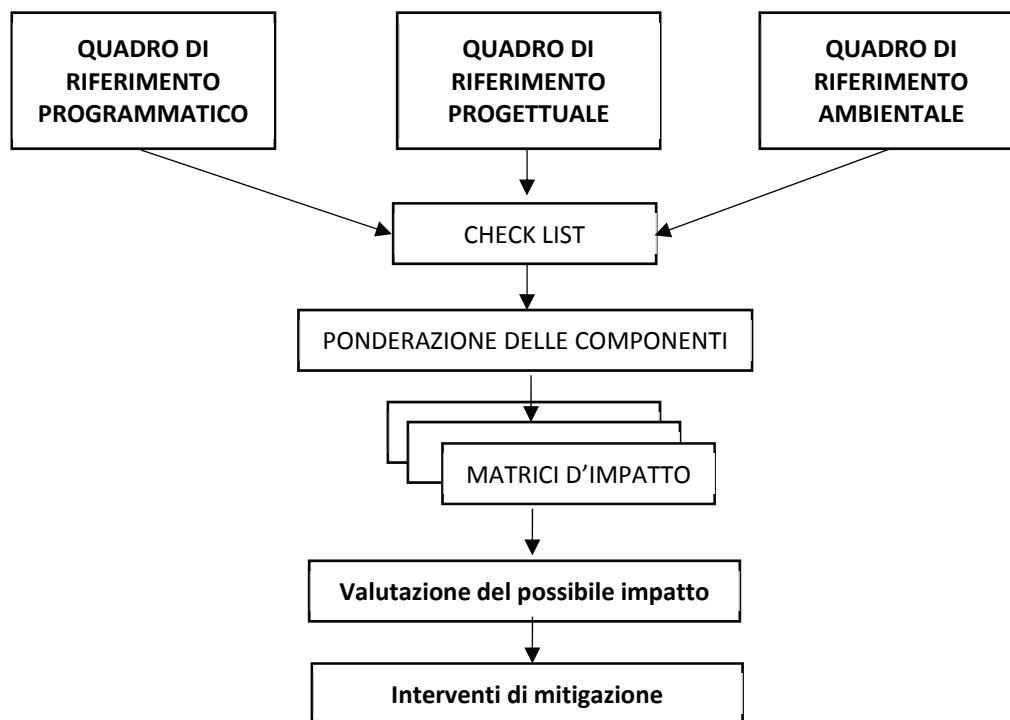 QUADRO DI
RIFERIMENTO
PROGRAMMATICO
QUADRO DI
RIFERIMENTO
PROGETTUALE
QUADRO DI
RIFERIMENTO
AMBIENTALE
CHECK LIST
PONDERAZIONE DELLE COMPONENTI
MATRICI D’IMPATTO
Valutazione del possibile impatto
Interventi di mitigazione